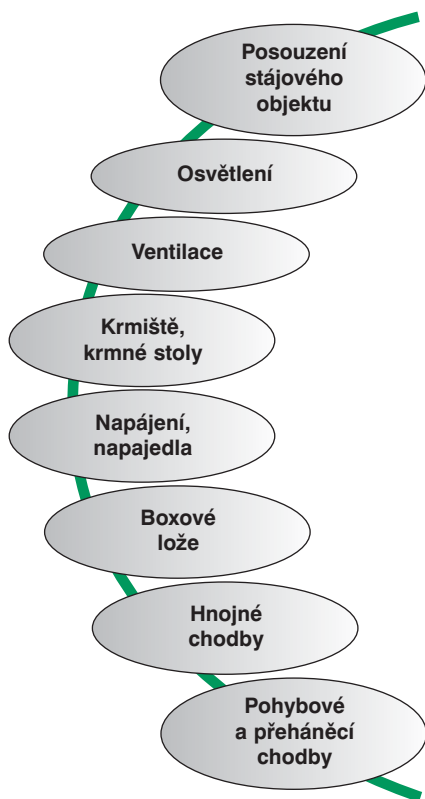 Posouzení
stájového
objektu
Osvětlení
Ventilace
Krmiště,
krmné stoly
Napájení,
napajedla
Boxové
lože
Hnojné
chodby
Pohybové
a přeháněcí
chodby